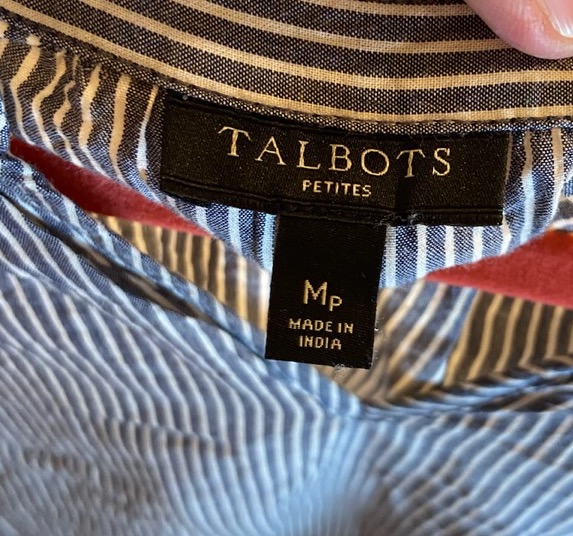 TALBOTS
PETITES
MP
MADE IN
INDIA